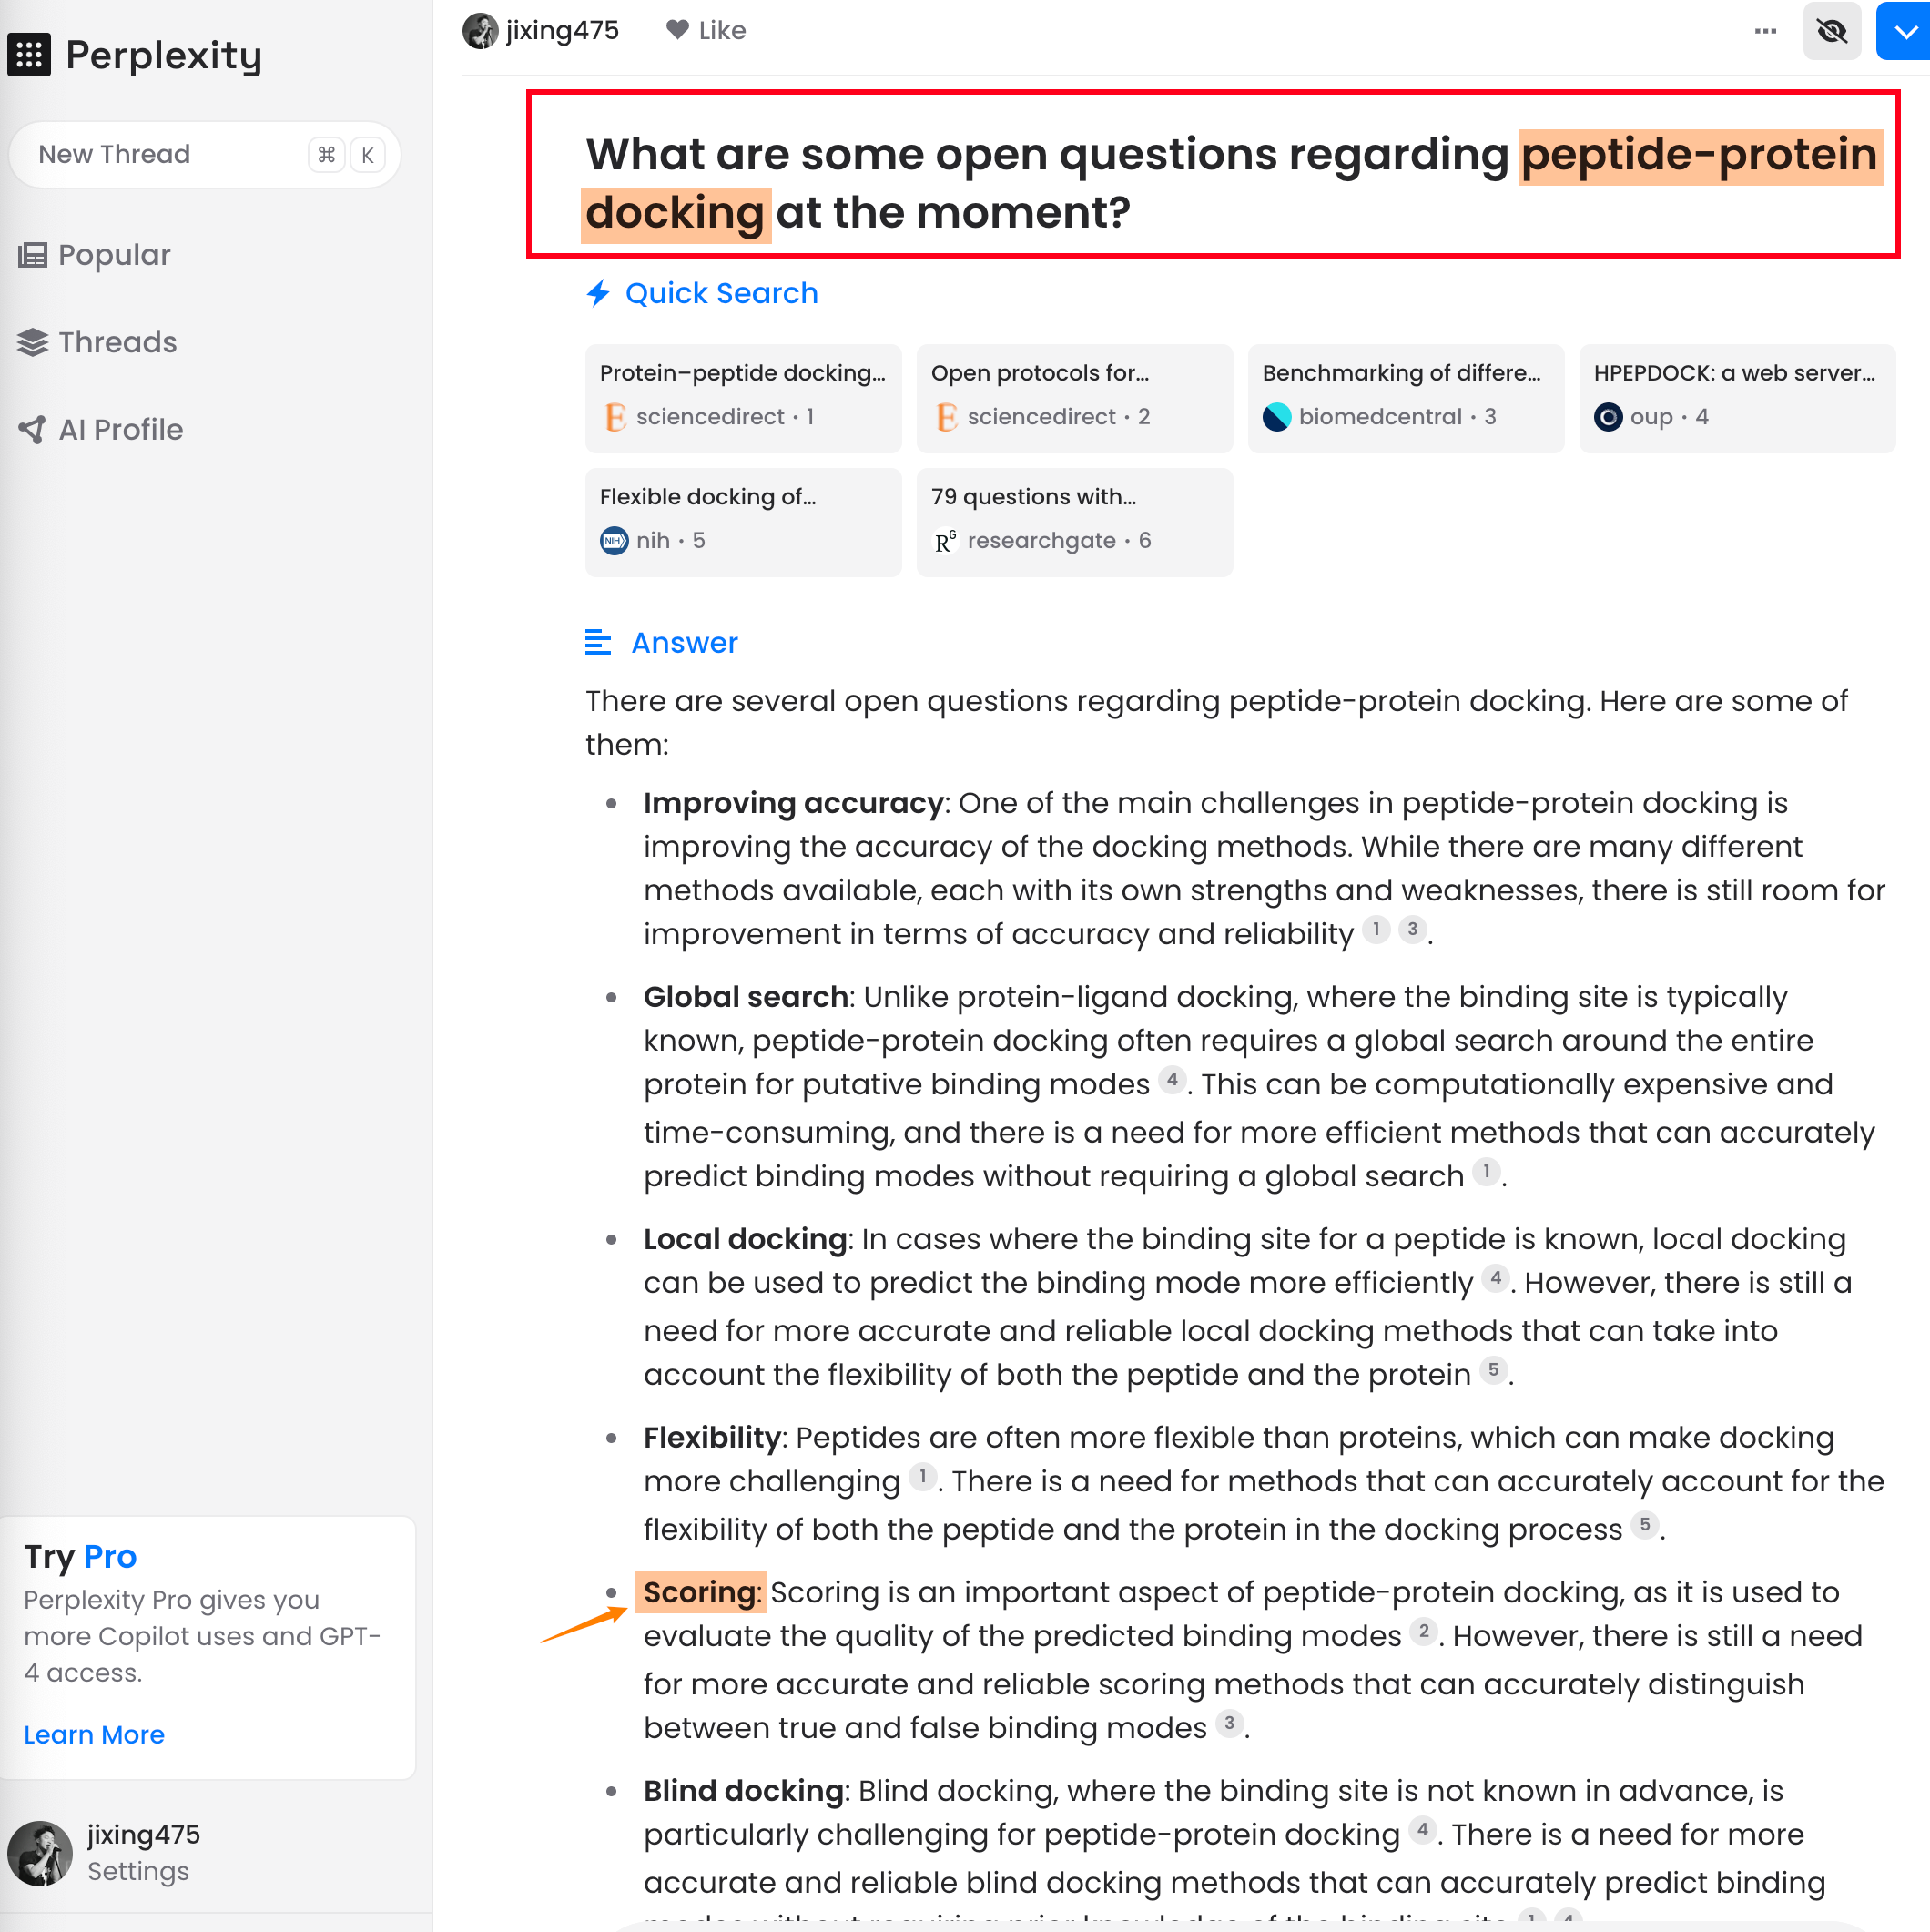 Perplexity
New Thread
⌘ K
Popular
Threads
AI Profile
Try Pro
Perplexity Pro gives you
more Copilot uses and GPT-
4 access.
Learn More
jixing475
Settings
jixing475
Like
What are some open questions regarding peptide-protein
docking at the moment?
Quick Search
Protein–peptide docking...
sciencedirect · 1
Open protocols for...
sciencedirect · 2
Benchmarking of differe...
biomedcentral · 3
HPEPDOCK: a web server...
oup · 4
Flexible docking of...
NIH
nih · 5
79 questions with...
RG
researchgate · 6
Answer
There are several open questions regarding peptide-protein docking. Here are some of
them:
• Improving accuracy: One of the main challenges in peptide-protein docking is
improving the accuracy of the docking methods. While there are many different
methods available, each with its own strengths and weaknesses, there is still room for
improvement in terms of accuracy and reliability 1 3.
• Global search: Unlike protein-ligand docking, where the binding site is typically
known, peptide-protein docking often requires a global search around the entire
protein for putative binding modes 4. This can be computationally expensive and
time-consuming, and there is a need for more efficient methods that can accurately
predict binding modes without requiring a global search 1.
• Local docking: In cases where the binding site for a peptide is known, local docking
can be used to predict the binding mode more efficiently 4. However, there is still a
need for more accurate and reliable local docking methods that can take into
account the flexibility of both the peptide and the protein 5.
• Flexibility: Peptides are often more flexible than proteins, which can make docking
more challenging 1. There is a need for methods that can accurately account for the
flexibility of both the peptide and the protein in the docking process 5.
• Scoring: Scoring is an important aspect of peptide-protein docking, as it is used to
evaluate the quality of the predicted binding modes 2. However, there is still a need
for more accurate and reliable scoring methods that can accurately distinguish
between true and false binding modes 3.
• Blind docking: Blind docking, where the binding site is not known in advance, is
particularly challenging for peptide-protein docking 4. There is a need for more
accurate and reliable blind docking methods that can accurately predict binding